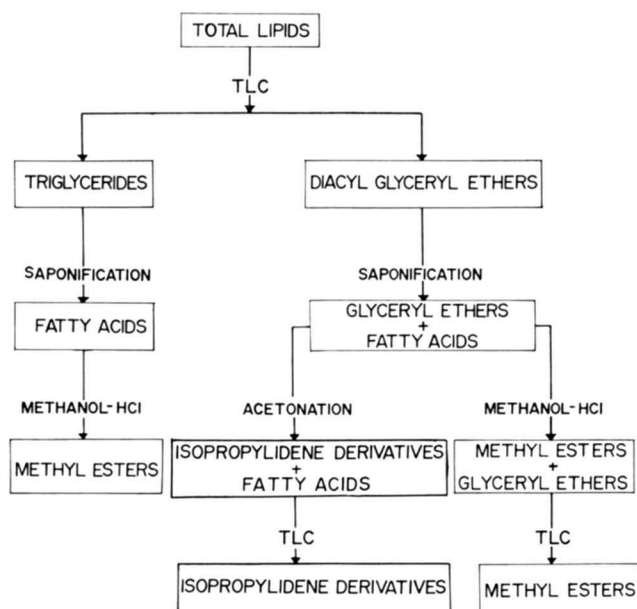 TOTAL LIPIDS
TLC
TRIGLYCERIDES
DIACYL GLYCERYL ETHERS
SAPONIFICATION
SAPONIFICATION
FATTY ACIDS
GLYCERYL ETHERS
+
FATTY ACIDS
METHANOL-HCl
ACETONATION
METHANOL-HCl
METHYL ESTERS
ISOPROPYLIDENE DERIVATIVES
+
FATTY ACIDS
METHYL ESTERS
+
GLYCERYL ETHERS
TLC
TLC
ISOPROPYLIDENE DERIVATIVES
METHYL ESTERS